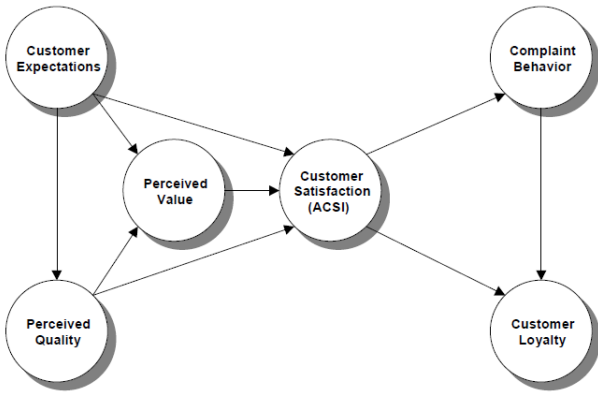 Customer
Expectations
Complaint
Behavior
Perceived
Value
Customer
Satisfaction
(ACSI)
Perceived
Quality
Customer
Loyalty